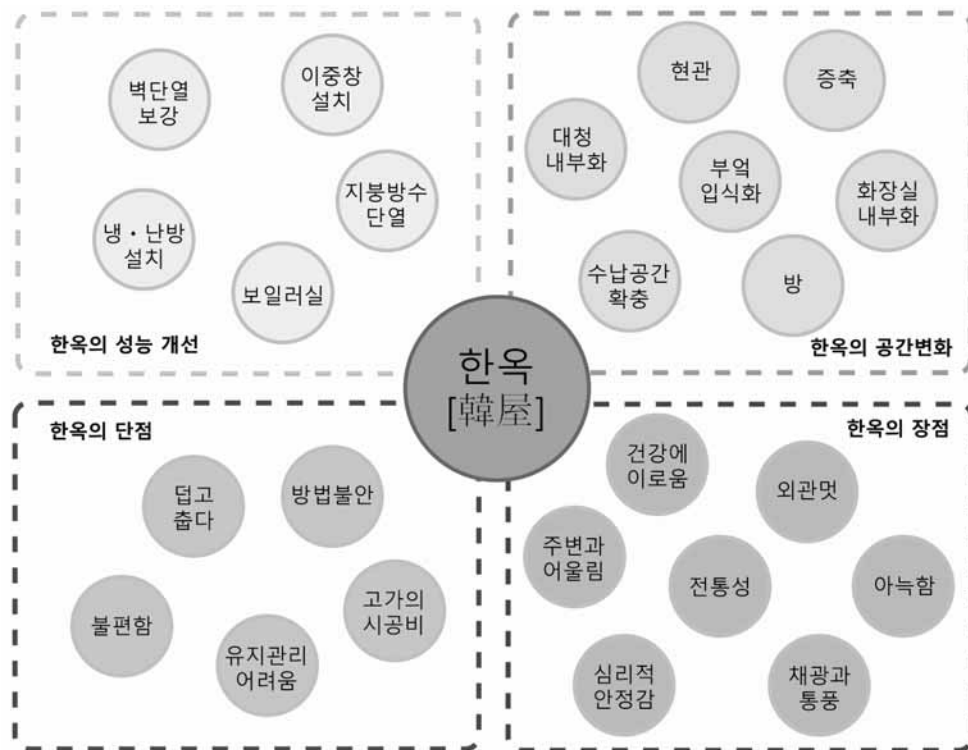 벽단열
보강
이중창
설치
지붕방수
단열
냉・난방
설치
보일러실
한옥의 성능 개선
현관
증축
대청
내부화
부엌
입식화
화장실
내부화
수납공간
확충
방
한옥의 공간변화
한옥
[韓屋]
한옥의 단점
덥고
춥다
방법불안
불편함
고가의
시공비
유지관리
어려움
한옥의 장점
건강에
이로움
외관멋
주변과
어울림
전통성
아늑함
심리적
안정감
채광과
통풍